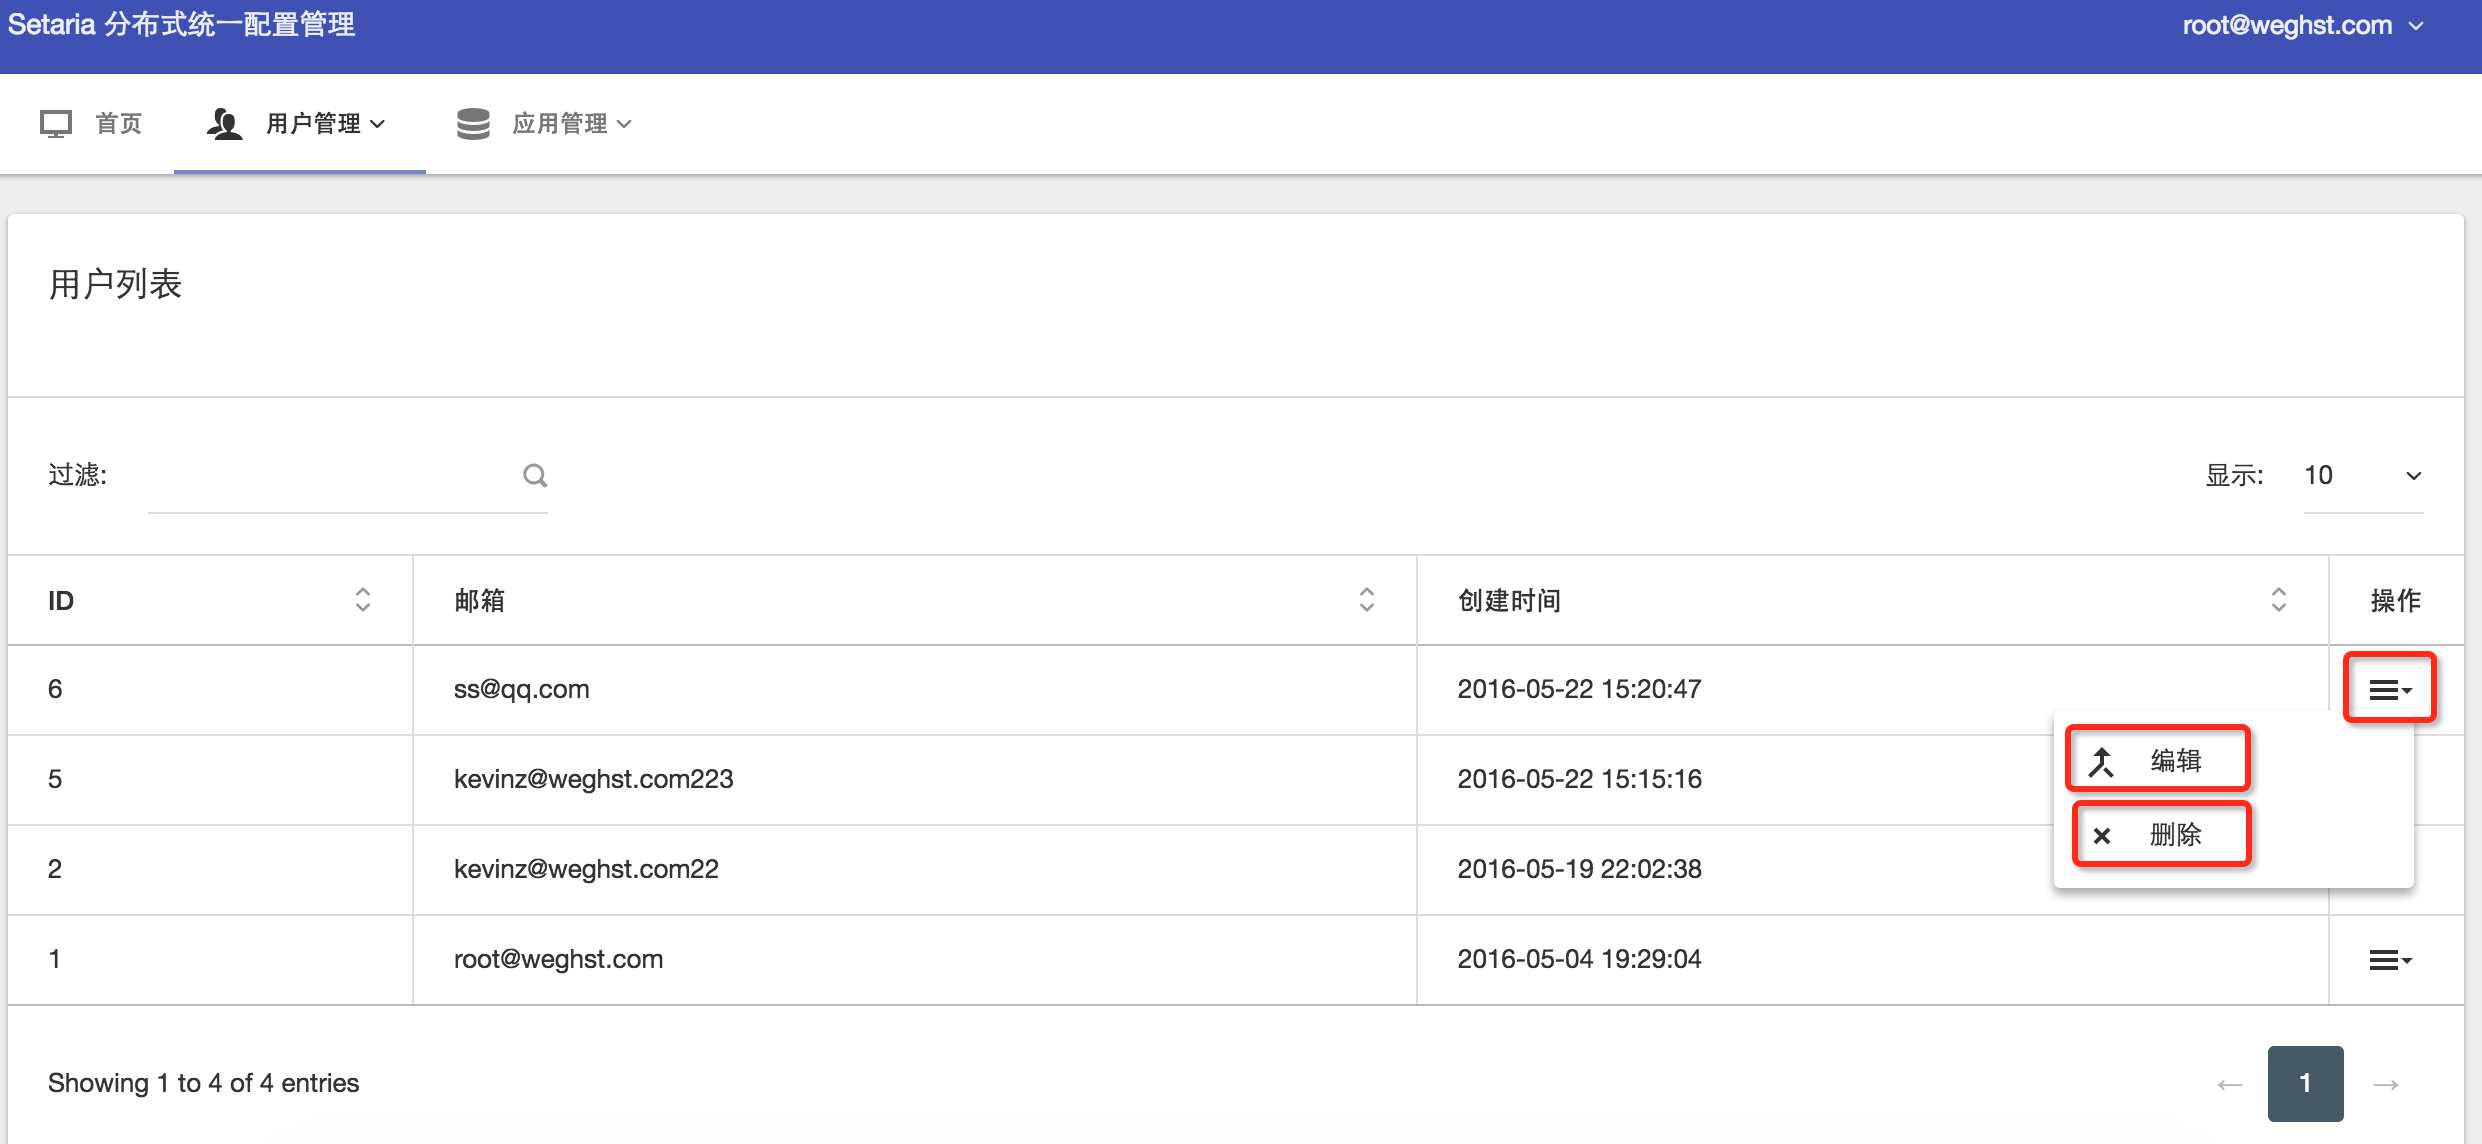 Setaria 分布式统一配置管理
root@weghst.com
首页
用户管理
应用管理
用户列表
过滤:
显示: 10
ID 邮箱 创建时间 操作
6 ss@qq.com 2016-05-22 15:20:47
编辑
5 kevinz@weghst.com223 2016-05-22 15:15:16
删除
2 kevinz@weghst.com22 2016-05-19 22:02:38
1 root@weghst.com 2016-05-04 19:29:04
Showing 1 to 4 of 4 entries
← 1 →